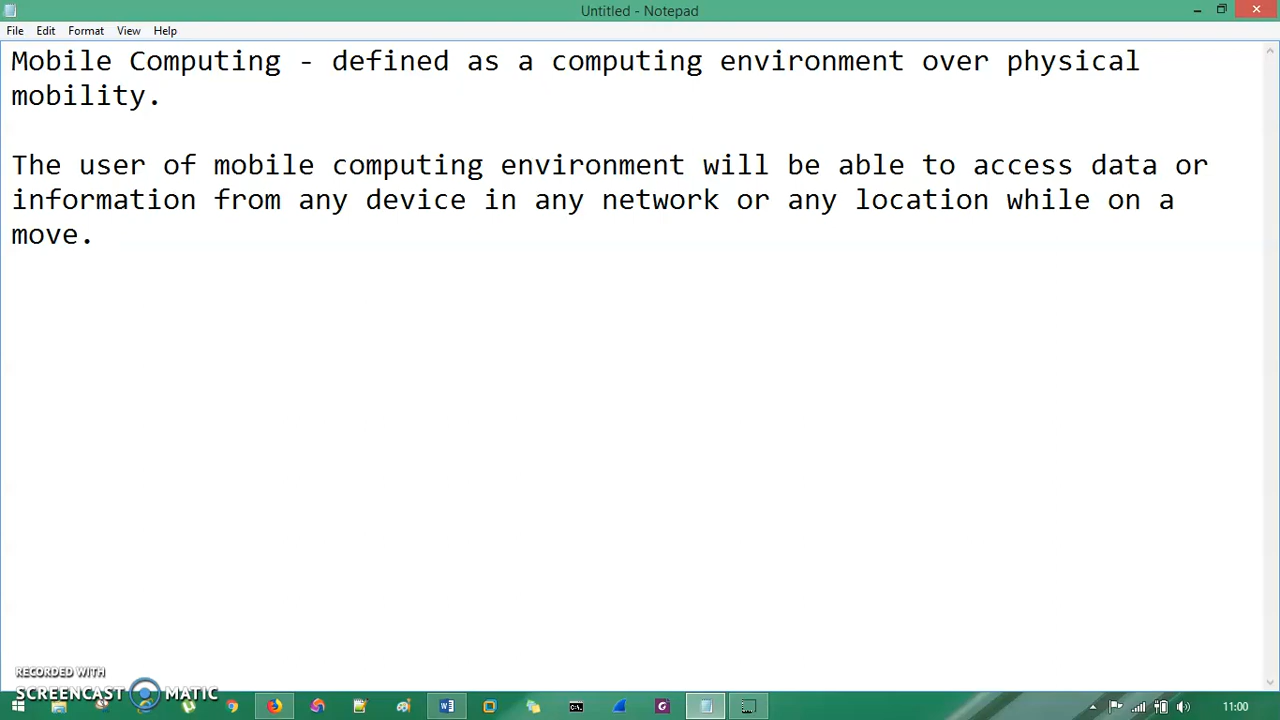 Untitled - Notepad
File Edit Format View Help
Mobile Computing - defined as a computing environment over physical
mobility.
The user of mobile computing environment will be able to access data or
information from any device in any network or any location while on a
move.
RECORDED WITH
SCREENCAST MATIC
11:00